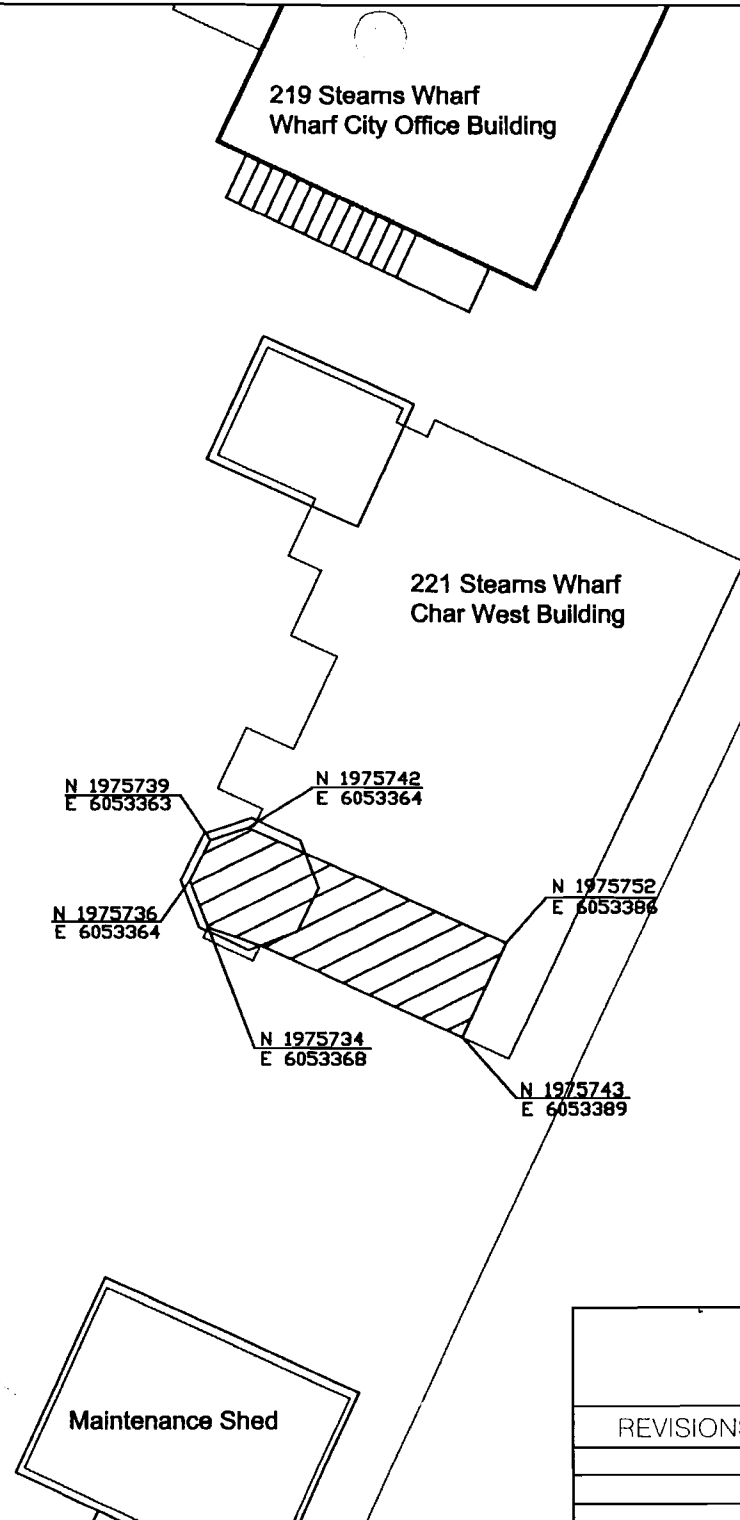 219 Stearns Wharf
Wharf City Office Building
221 Stearns Wharf
Char West Building
N 1975739
E 6053363
N 1975742
E 6053364
N 1975752
E 6053386
N 1975736
E 6053364
N 1975734
E 6053368
N 1975743
E 6053389
Maintenance Shed
REVISIONS